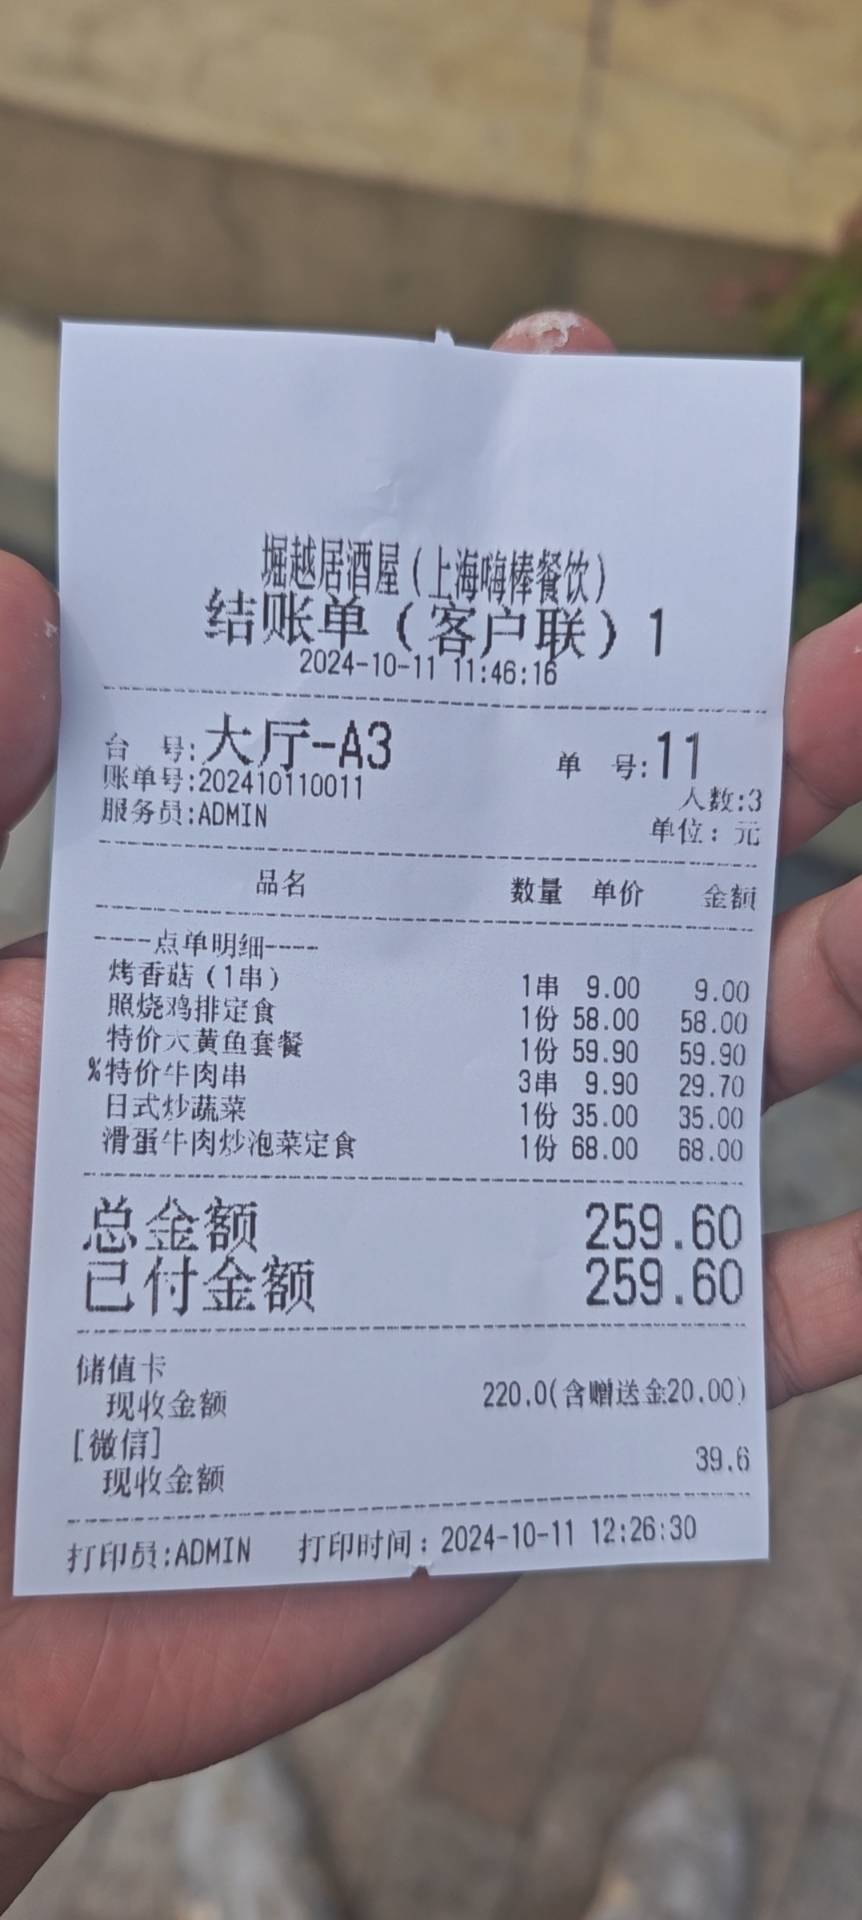 堀越居酒屋(上海嗨棒餐饮)
结账单(客户联)1
2024-10-11 11:46:16
台 号:大厅-A3 单 号:11
账单号:202410110011 人数:3
服务员:ADMIN 单位: 元
品名 数量 单价 金额
----点单明细----
烤香菇(1串) 1串 9.00 9.00
照烧鸡排定食 1份 58.00 58.00
特价大黄鱼套餐 1份 59.90 59.90
%特价牛肉串 3串 9.90 29.70
日式炒蔬菜 1份 35.00 35.00
滑蛋牛肉炒泡菜定食 1份 68.00 68.00
总金额 259.60
已付金额 259.60
储值卡
现收金额 220.0(含赠送金20.00)
[微信]
现收金额 39.6
打印员:ADMIN 打印时间:2024-10-11 12:26:30